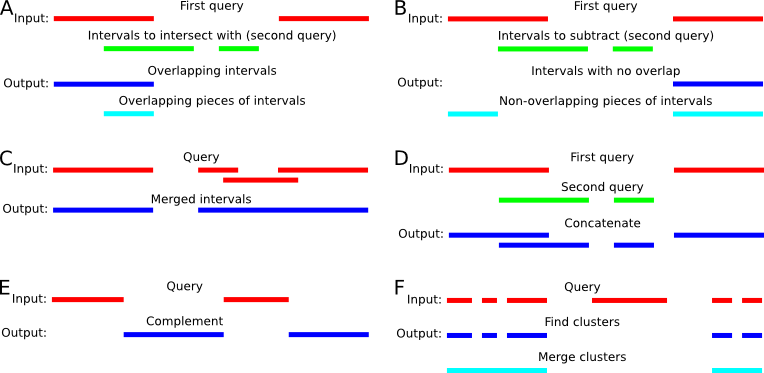 A
First query
Input:
Intervals to intersect with (second query)
Overlapping intervals
Output:
Overlapping pieces of intervals
B
First query
Input:
Intervals to subtract (second query)
Intervals with no overlap
Output:
Non-overlapping pieces of intervals
C
Query
Input:
Merged intervals
Output:
D
First query
Input:
Second query
Concatenate
Output:
E
Query
Input:
Complement
Output:
F
Query
Input:
Find clusters
Output:
Merge clusters